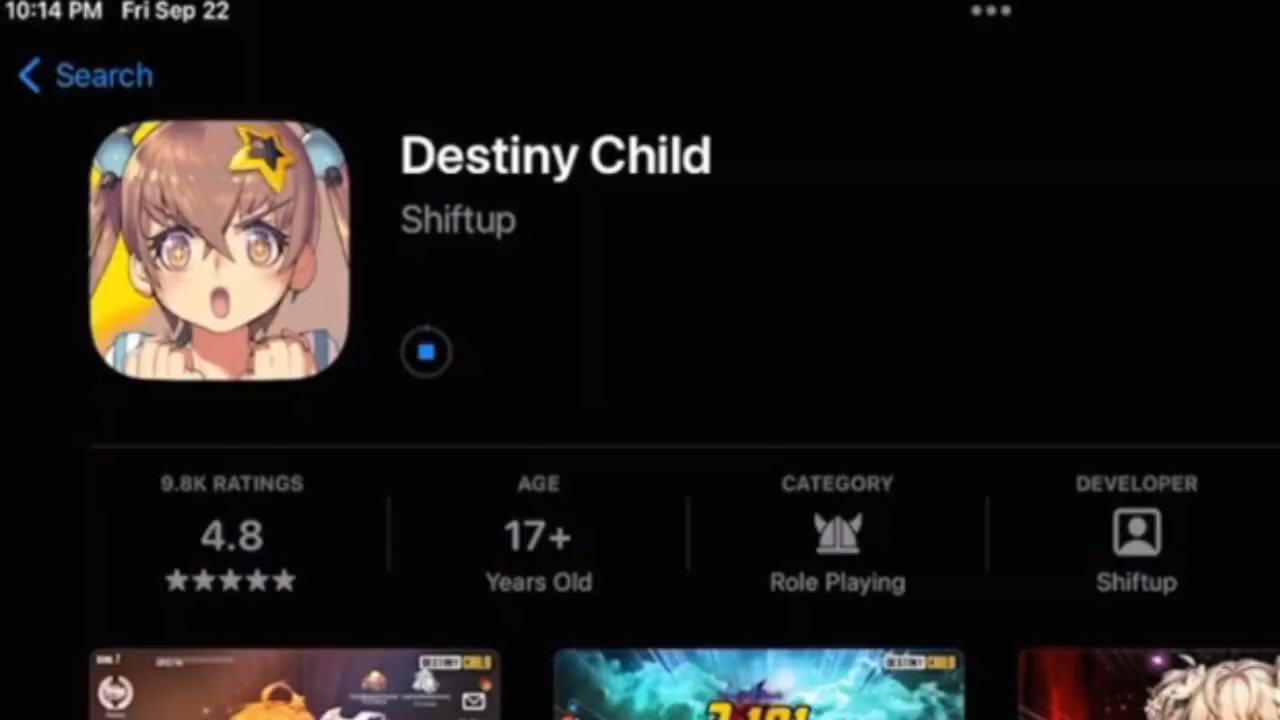 10:14 PM Fri Sep 22
Search
Destiny Child
Shiftup
9.8K RATINGS
4.8
AGE
17+
Years Old
CATEGORY
Role Playing
DEVELOPER
Shiftup
DESTINY CHILD
DESTINY CHILD